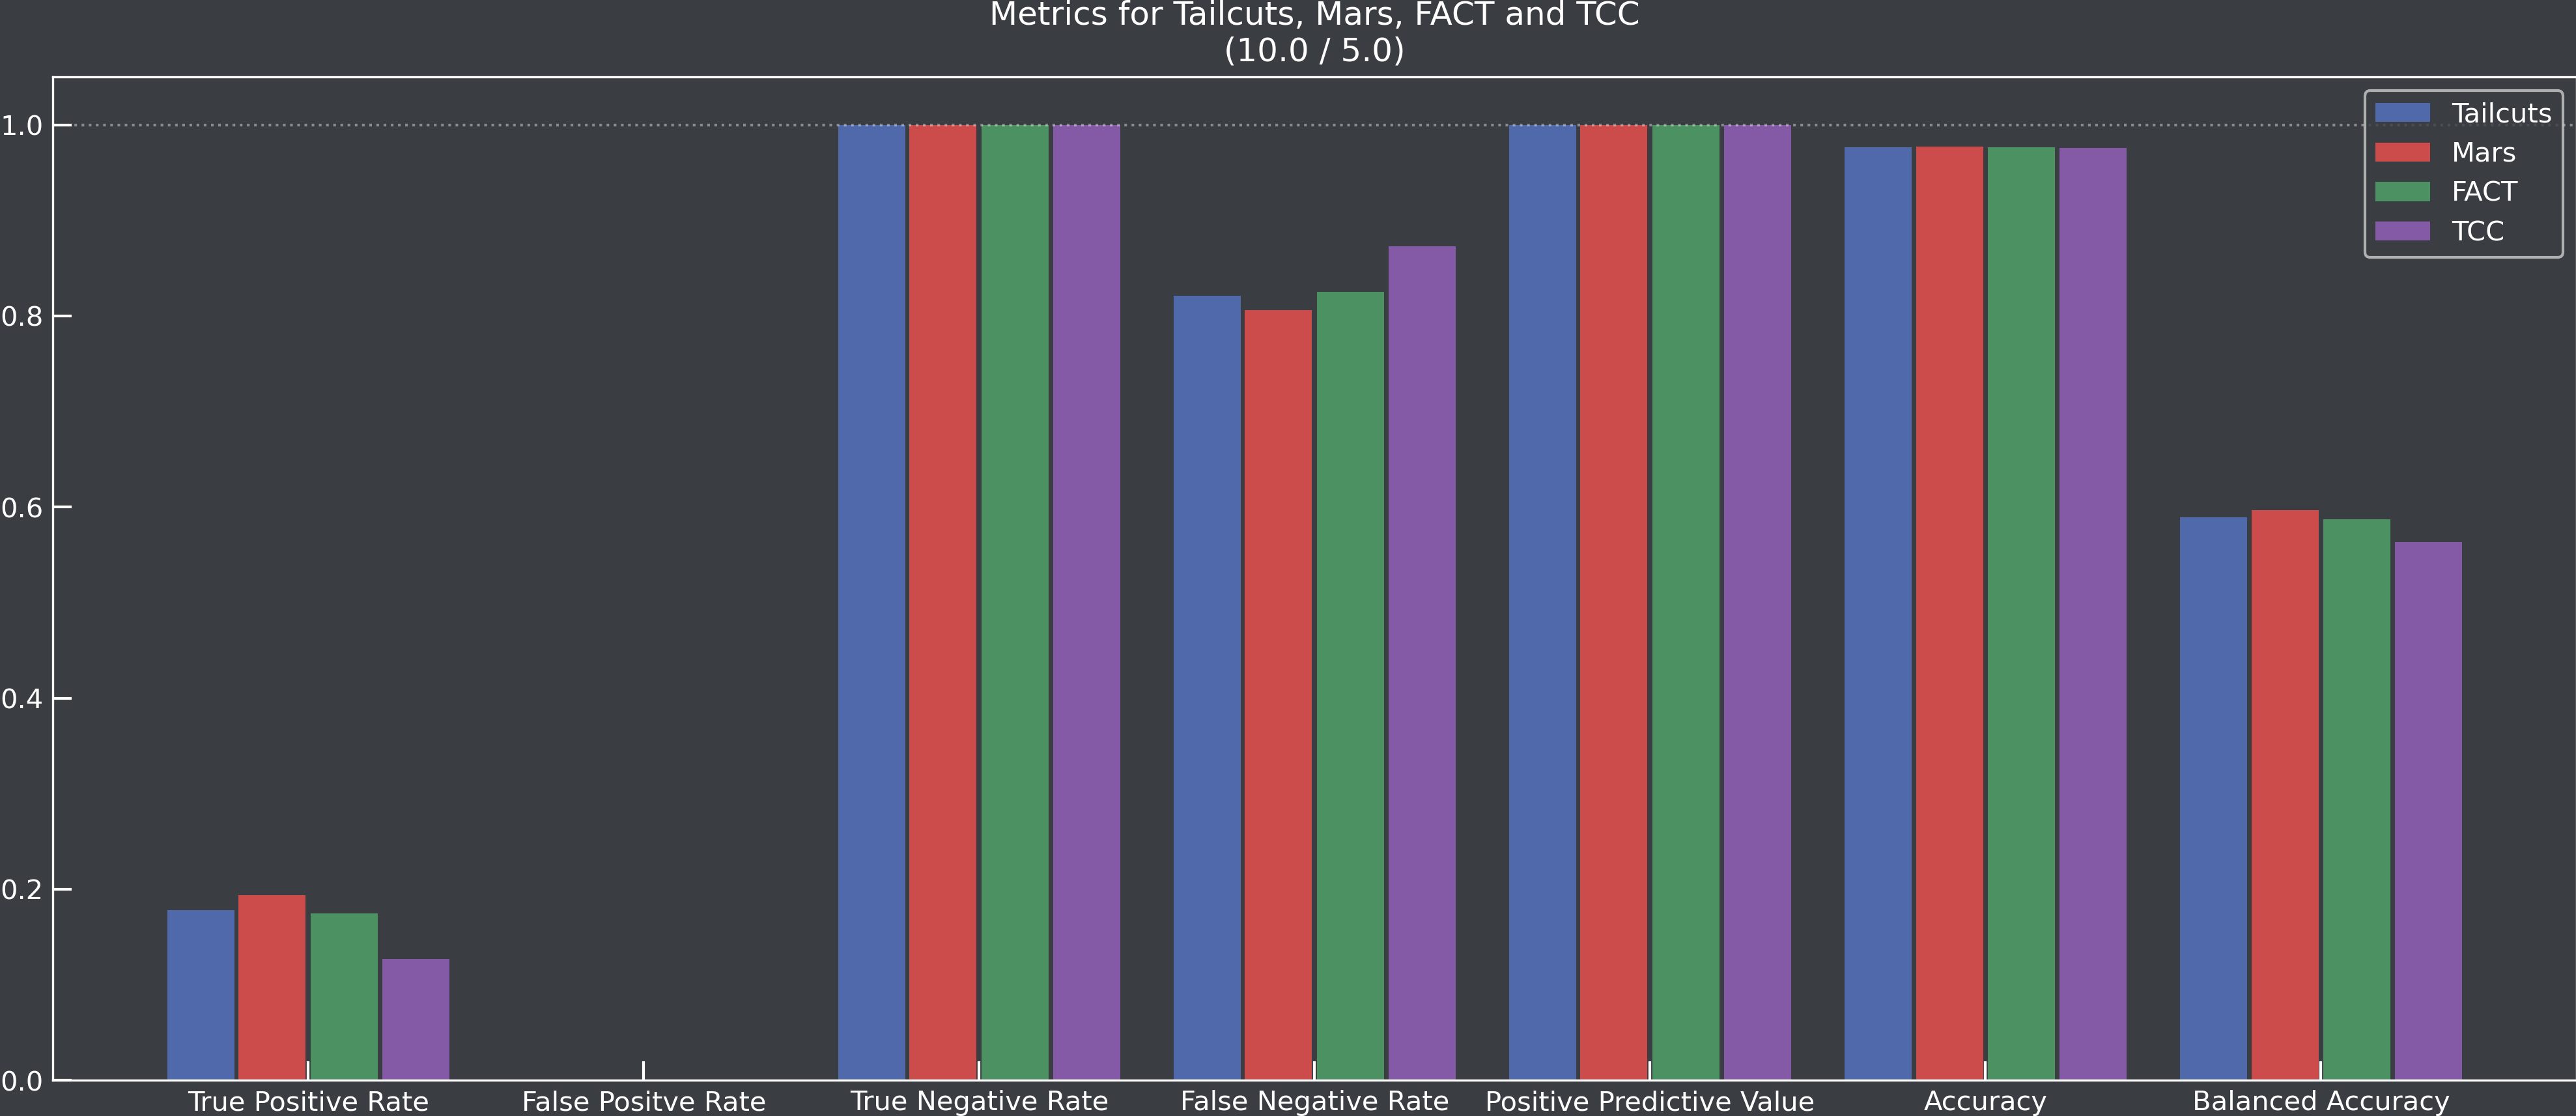 Metrics for Tailcuts, Mars, FACT and TCC
(10.0 / 5.0)
1.0
0.8
0.6
0.4
0.2
0.0
Tailcuts
Mars
FACT
TCC
True Positive Rate
False Positve Rate
True Negative Rate
False Negative Rate
Positive Predictive Value
Accuracy
Balanced Accuracy